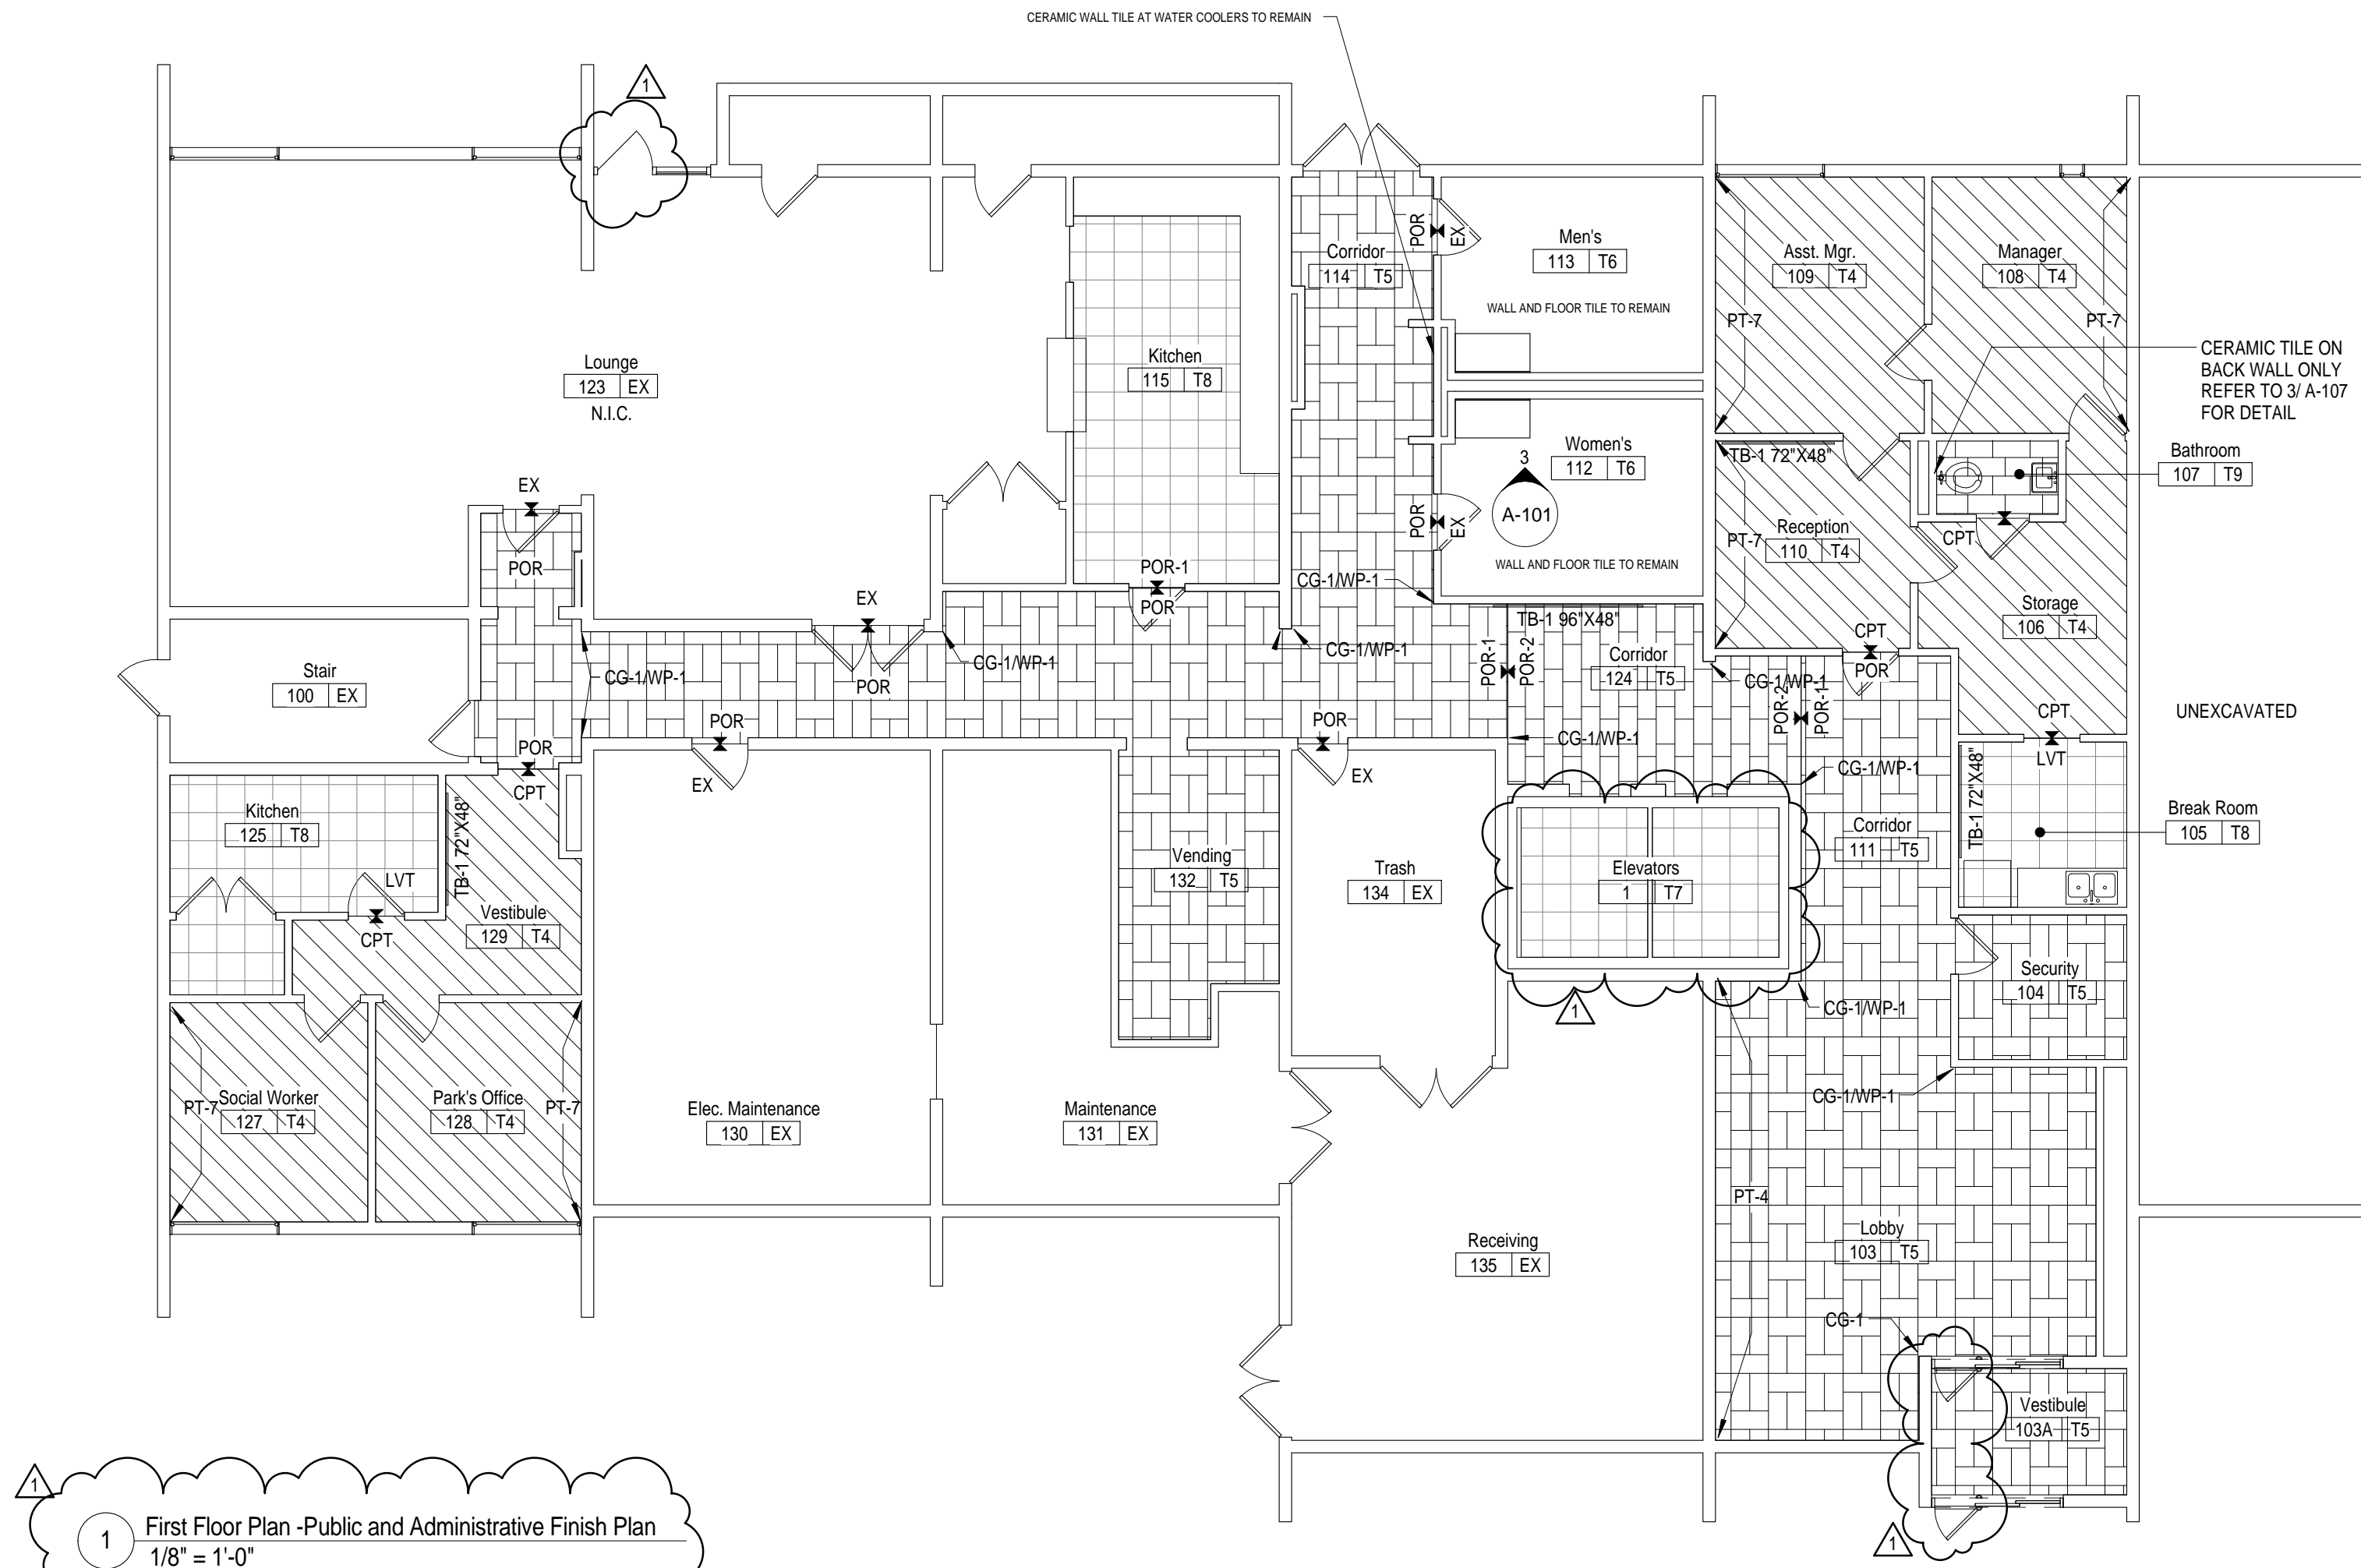 CERAMIC WALL TILE AT WATER COOLERS TO REMAIN
1
Corridor
114 T5
POR
EX
Men's
113 T6
WALL AND FLOOR TILE TO REMAIN
Asst. Mgr.
109 T4
Manager
108 T4
PT-7
PT-7
CERAMIC TILE ON
BACK WALL ONLY
REFER TO 3/ A-107
FOR DETAIL
Lounge
123 EX
N.I.C.
Kitchen
115 T8
Women's
112 T6
3
A-101
WALL AND FLOOR TILE TO REMAIN
POR
EX
TB-1 72"X48"
Bathroom
107 T9
Reception
110 T4
PT-7
CPT
EX
POR
POR-1
POR
EX
POR
CG-1/WP-1
CG-1/WP-1
CG-1/WP-1
CG-1/WP-1
TB-1 96"X48"
POR-1
POR-2
Corridor
124 T5
CG-1/WP-1
POR-2
POR-1
CPT
POR
Storage
106 T4
Stair
100 EX
POR
CPT
POR
EX
POR
EX
CG-1/WP-1
CG-1/WP-1
CPT
LVT
UNEXCAVATED
TB-1 72"X48"
Break Room
105 T8
Kitchen
125 T8
LVT
CPT
TB-1 72"X48"
Vestibule
129 T4
Vending
132 T5
Trash
134 EX
Elevators
1 T7
1
Corridor
111 T5
Security
104 T5
CG-1/WP-1
CG-1/WP-1
Social Worker
127 T4
PT-7
Park's Office
128 T4
PT-7
Elec. Maintenance
130 EX
Maintenance
131 EX
PT-4
Receiving
135 EX
Lobby
103 T5
CG-1
Vestibule
103A T5
1
1
1
First Floor Plan -Public and Administrative Finish Plan
1/8" = 1'-0"